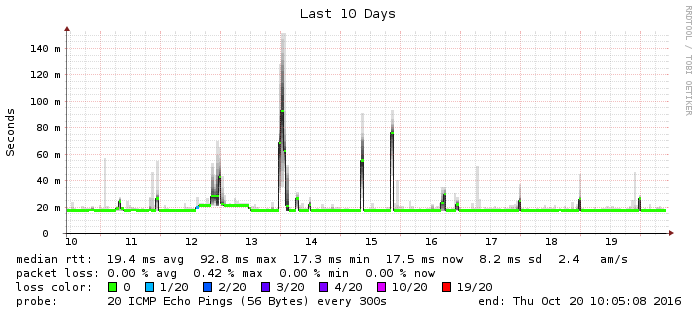 Last 10 Days
RRDTOOL / TOBI OETIKER
Seconds
140 m
120 m
100 m
80 m
60 m
40 m
20 m
0
10 11 12 13 14 15 16 17 18 19
median rtt: 19.4 ms avg 92.8 ms max 17.3 ms min 17.5 ms now 8.2 ms sd 2.4 am/s
packet loss: 0.00 % avg 0.42 % max 0.00 % min 0.00 % now
loss color: 0 1/20 2/20 3/20 4/20 10/20 19/20
probe: 20 ICMP Echo Pings (56 Bytes) every 300s end: Thu Oct 20 10:05:08 2016